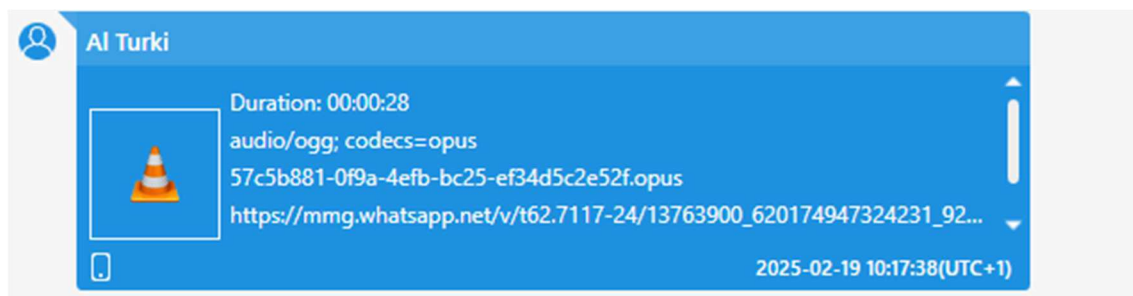 Al Turki
Duration: 00:00:28
audio/ogg; codecs=opus
57c5b881-0f9a-4efb-bc25-ef34d5c2e52f.opus
https://mmg.whatsapp.net/v/t62.7117-24/13763900_620174947324231_92...
2025-02-19 10:17:38(UTC+1)